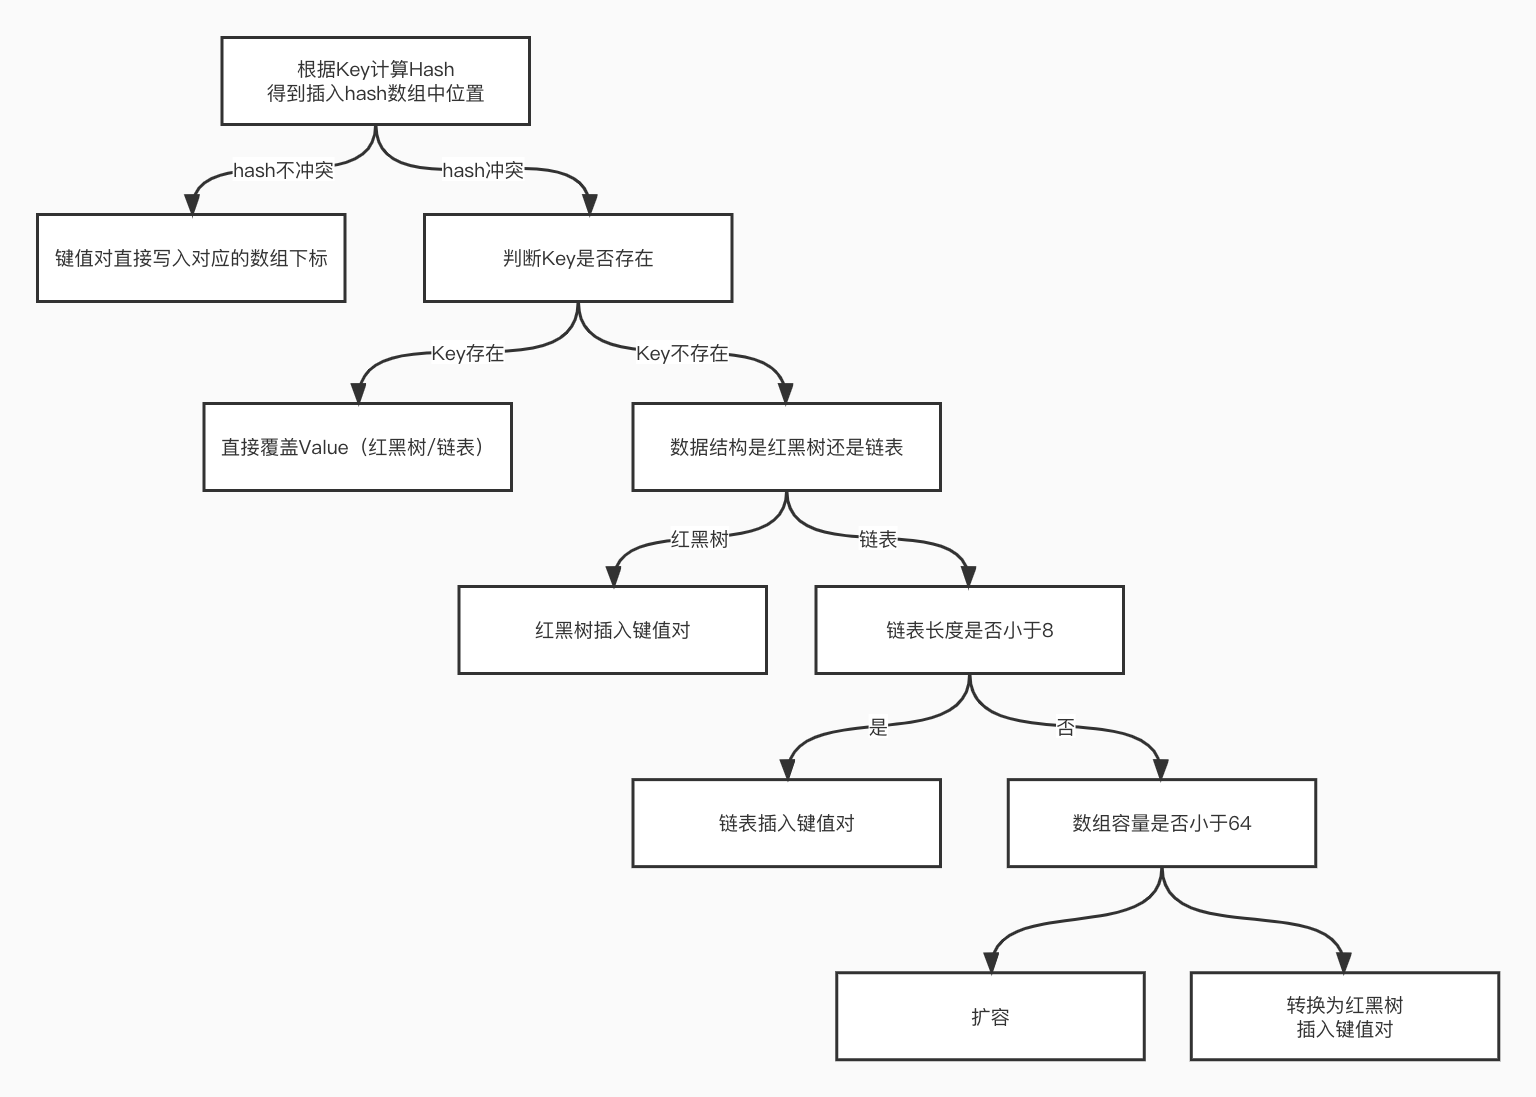 根据Key计算Hash
得到插入hash数组中位置
hash不冲突
hash冲突
键值对直接写入对应的数组下标
判断Key是否存在
Key存在
Key不存在
直接覆盖Value（红黑树/链表）
数据结构是红黑树还是链表
红黑树
链表
红黑树插入键值对
链表长度是否小于8
是
否
链表插入键值对
数组容量是否小于64
扩容
转换为红黑树
插入键值对